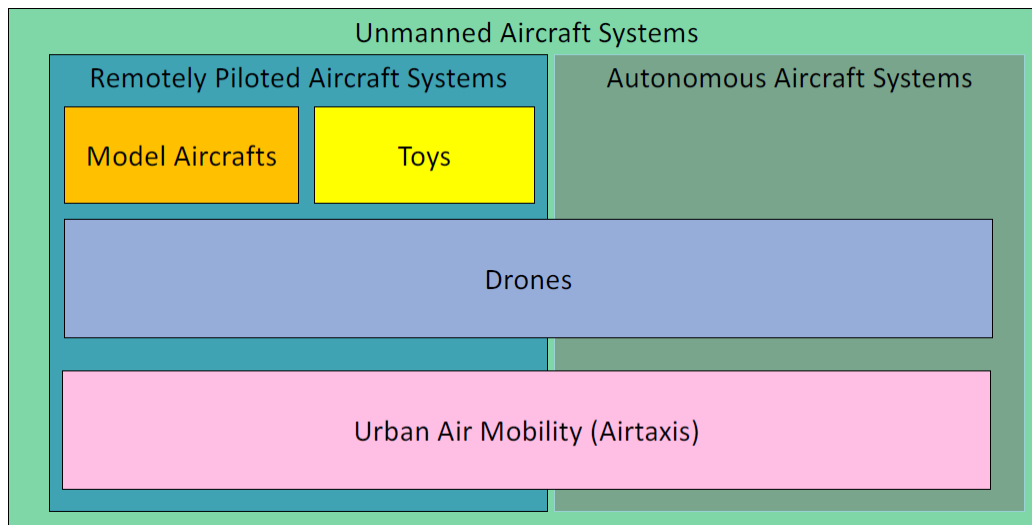 Unmanned Aircraft Systems
Remotely Piloted Aircraft Systems
Autonomous Aircraft Systems
Model Aircrafts
Toys
Drones
Urban Air Mobility (Airtaxis)